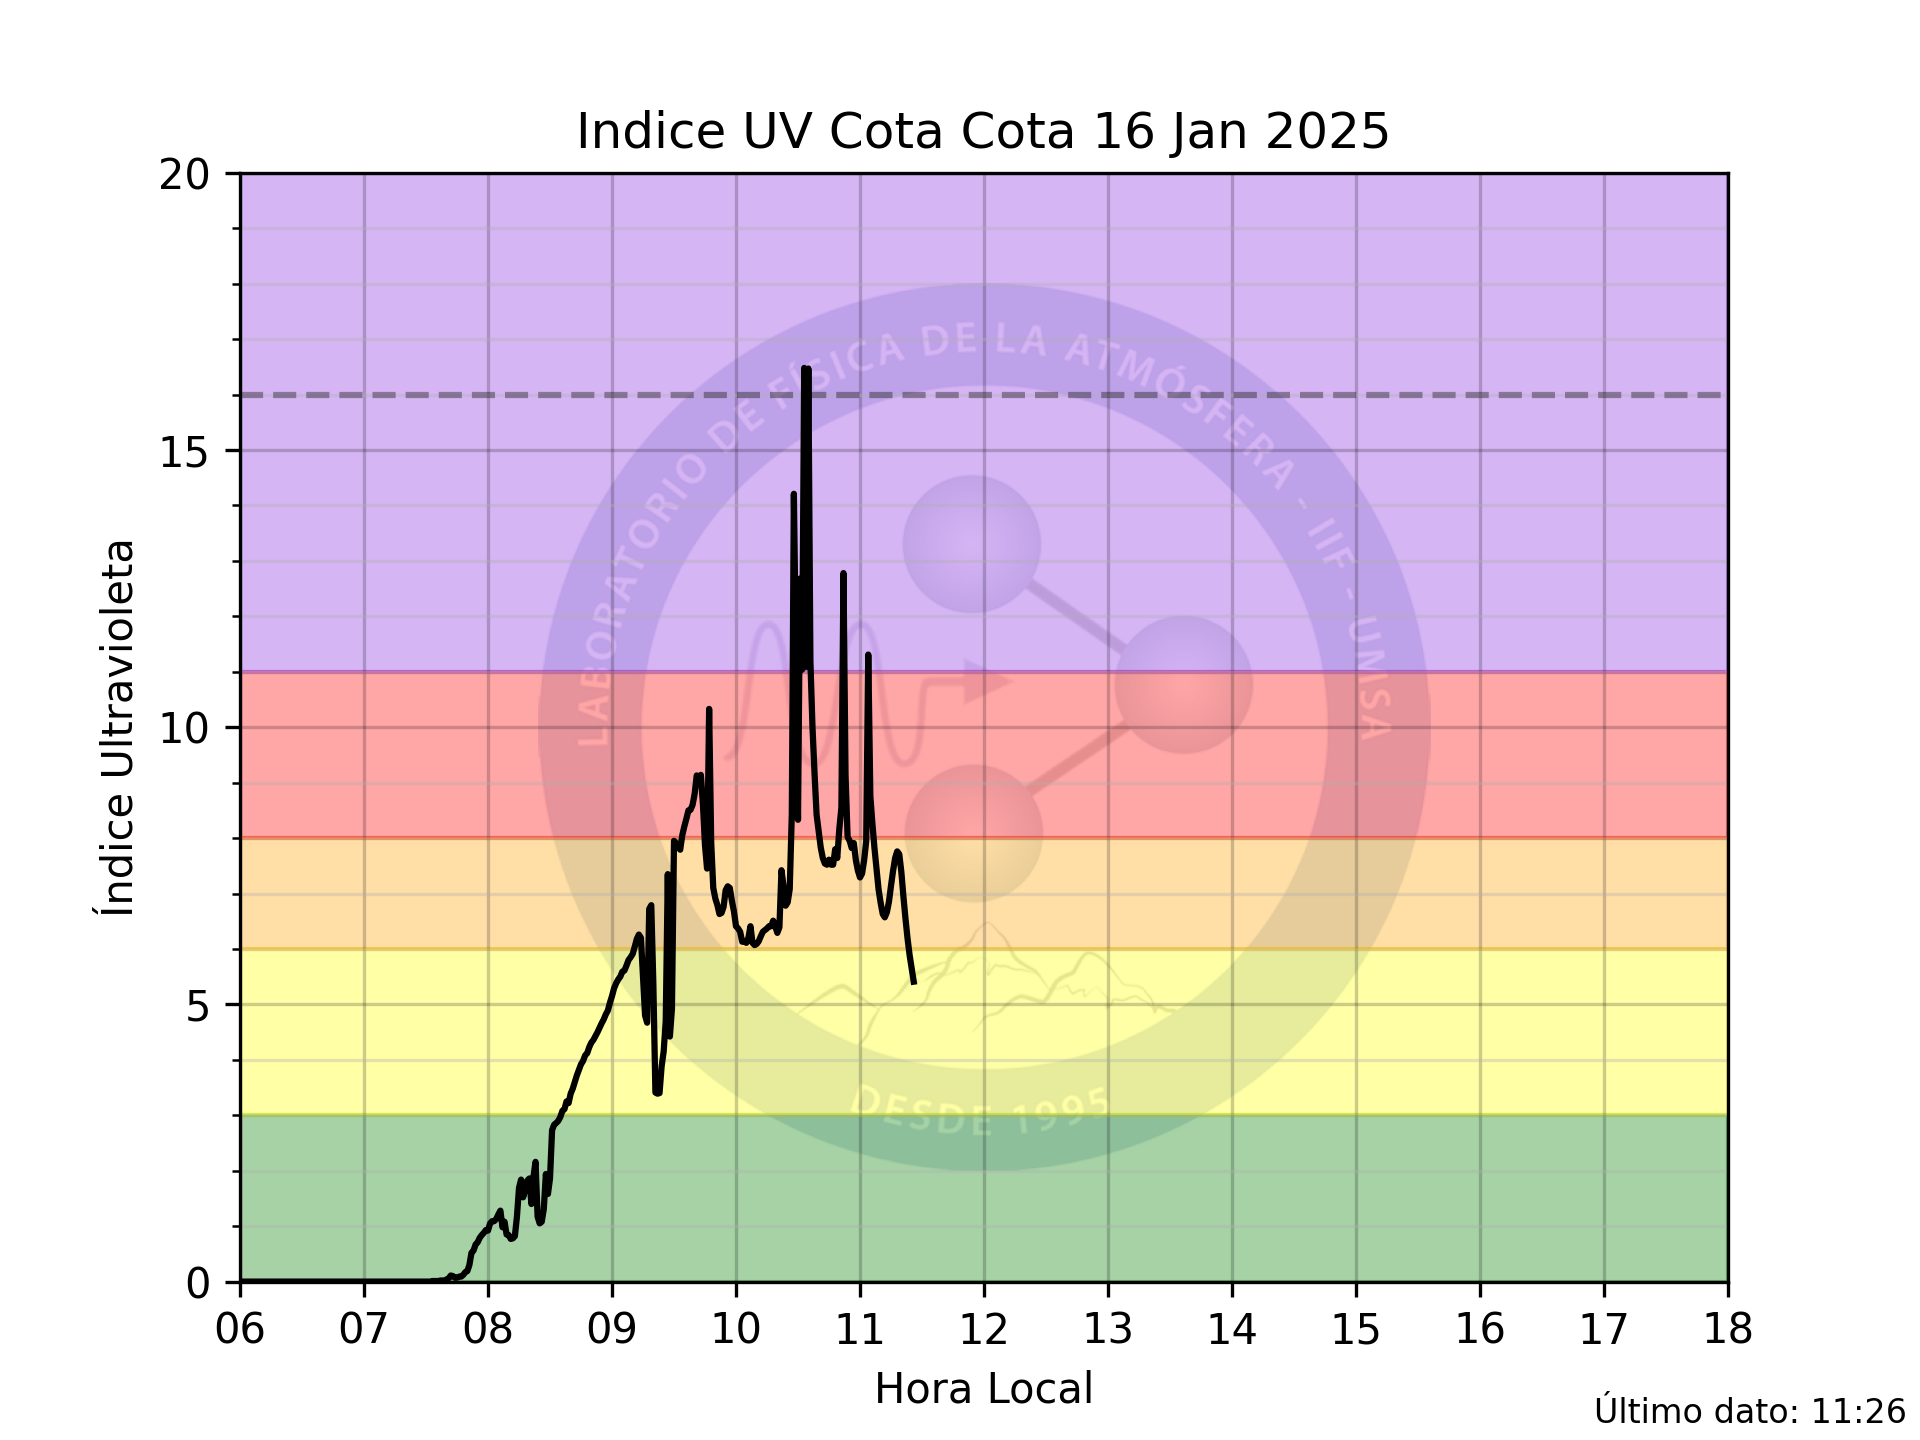 Indice UV Cota Cota 16 Jan 2025
20
15
10
5
0
Índice Ultravioleta
LABORATORIO DE FÍSICA DE LA ATMÓSFERA - IIF - UMSA
DESDE 1995
06 07 08 09 10 11 12 13 14 15 16 17 18
Hora Local
Último dato: 11:26